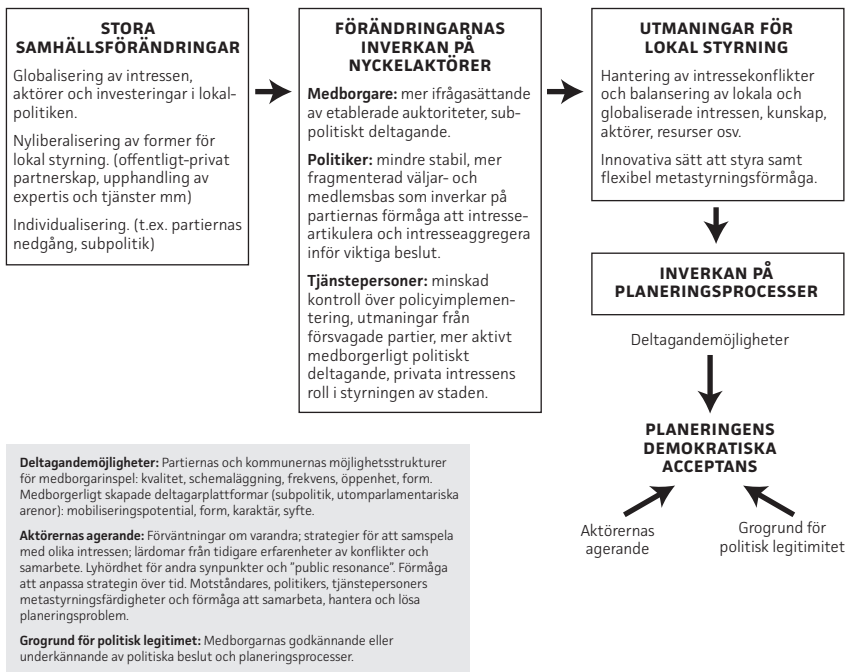 STORA
SAMHÄLLSFÖRÄNDRINGAR
Globalisering av intressen,
aktörer och investeringar i lokal-
politiken.
Nyliberalisering av former för
lokal styrning. (offentligt-privat
partnerskap, upphandling av
expertis och tjänster mm)
Individualisering. (t.ex. partiernas
nedgång, subpolitik)
FÖRÄNDRINGARNAS
INVERKAN PÅ
NYCKELAKTÖRER
Medborgare: mer ifrågasättande
av etablerade auktoriteter, sub-
politiskt deltagande.
Politiker: mindre stabil, mer
fragmenterad väljar- och
medlemsbas som inverkar på
partiernas förmåga att intresse-
artikulera och intresseaggregera
inför viktiga beslut.
Tjänstepersoner: minskad
kontroll över policyimplemen-
tering, utmaningar från
försvagade partier, mer aktivt
medborgerligt politiskt
deltagande, privata intressens
roll i styrningen av staden.
UTMANINGAR FÖR
LOKAL STYRNING
Hantering av intressekonflikter
och balansering av lokala och
globaliserade intressen, kunskap,
aktörer, resurser osv.
Innovativa sätt att styra samt
flexibel metastyrningsförmåga.
INVERKAN PÅ
PLANERINGSPROCESSER
Deltagandemöjligheter
PLANERINGENS
DEMOKRATISKA
ACCEPTANS
Aktörernas
agerande
Grogrund för
politisk legitimitet
Deltagandemöjligheter: Partiernas och kommunernas möjlighetsstrukturer
för medborgarinspel: kvalitet, schemaläggning, frekvens, öppenhet, form.
Medborgerligt skapade deltagarplattformar (subpolitik, utomparlamentariska
arenor): mobiliseringspotential, form, karaktär, syfte.
Aktörernas agerande: Förväntningar om varandra; strategier för att samspela
med olika intressen; lärdomar från tidigare erfarenheter av konflikter och
samarbete. Lyhördhet för andra synpunkter och "public resonance". Förmåga
att anpassa strategin över tid. Motståndares, politikers, tjänstepersoners
metastyrningsfärdigheter och förmåga att samarbeta, hantera och lösa
planeringsproblem.
Grogrund för politisk legitimet: Medborgarnas godkännande eller
underkännande av politiska beslut och planeringsprocesser.